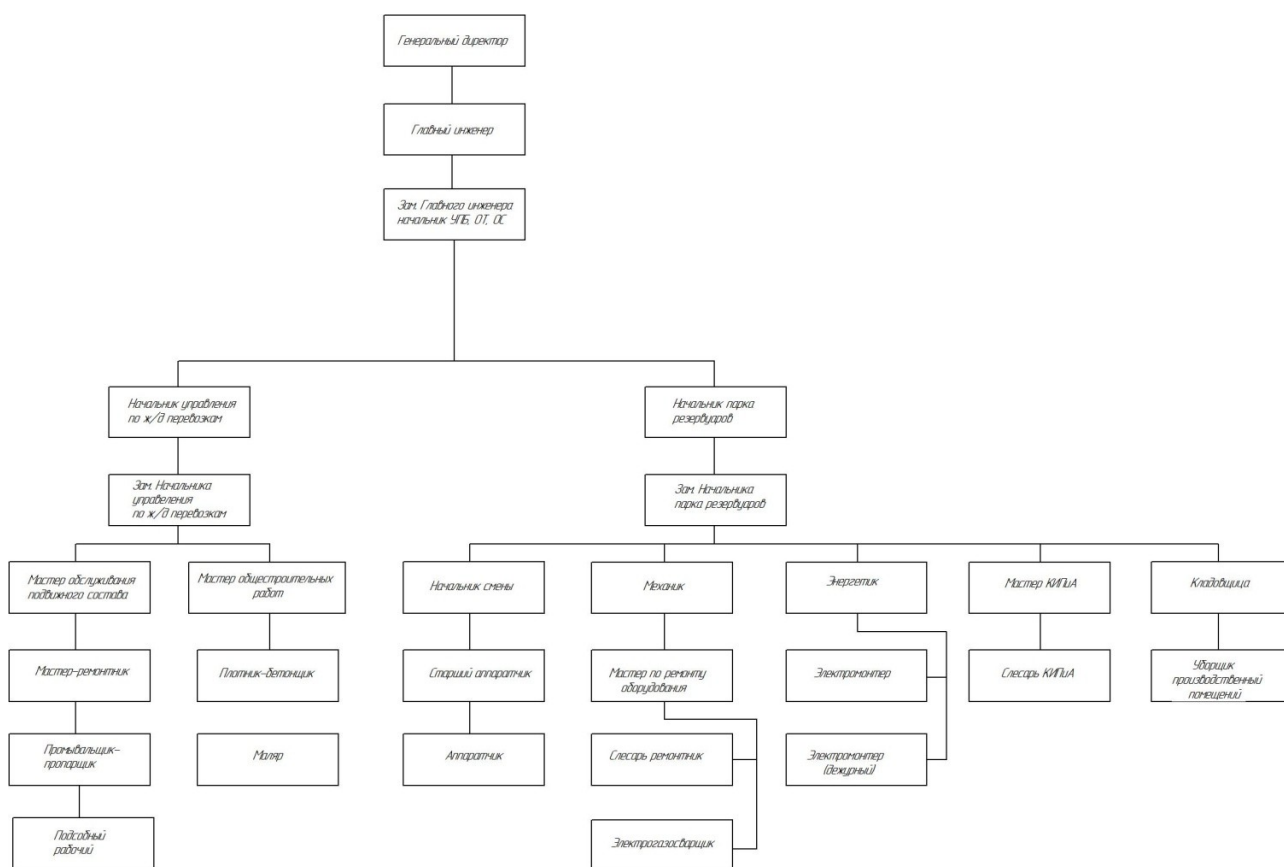 Генеральный директор
Главный инженер
Зам. Главного инженера
начальник УПБ, ОТ, ОС
Начальник управления
по ж/д перевозкам
Начальник парка
резервуаров
Зам. Начальника
управеления
по ж/д перевозкам
Зам. Начальника
парка резервуаров
Мастер обслуживания
подвижного состава
Мастер общестроительных
работ
Начальник смены
Механик
Энергетик
Мастер КИПиА
Кладовщица
Мастер-ремонтник
Плотник-бетонщик
Старший аппаратчик
Мастер по ремонту
оборудования
Электромонтер
Слесарь КИПиА
Уборщик
производственный
помещений
Промывальщик-
пропарщик
Маляр
Аппаратчик
Слесарь ремонтник
Электромонтер
(дежурный)
Подсобный
рабочий
Электрогазосварщик